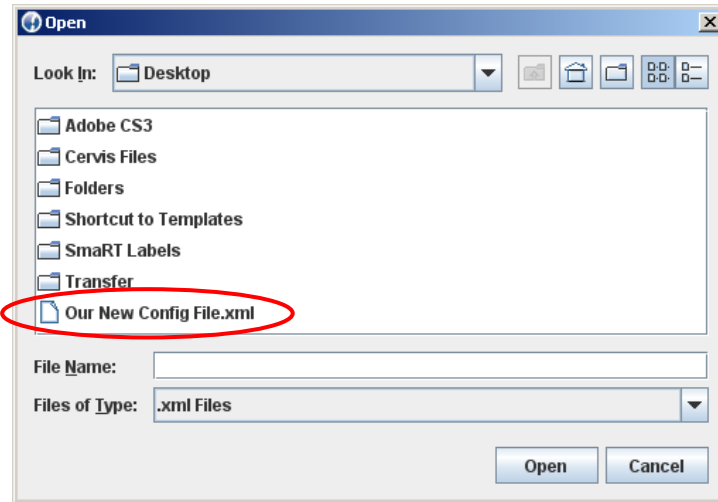 Open
Look In: Desktop
Adobe CS3
Cervis Files
Folders
Shortcut to Templates
SmaRT Labels
Transfer
Our New Config File.xml
File Name:
Files of Type: .xml Files
Open Cancel